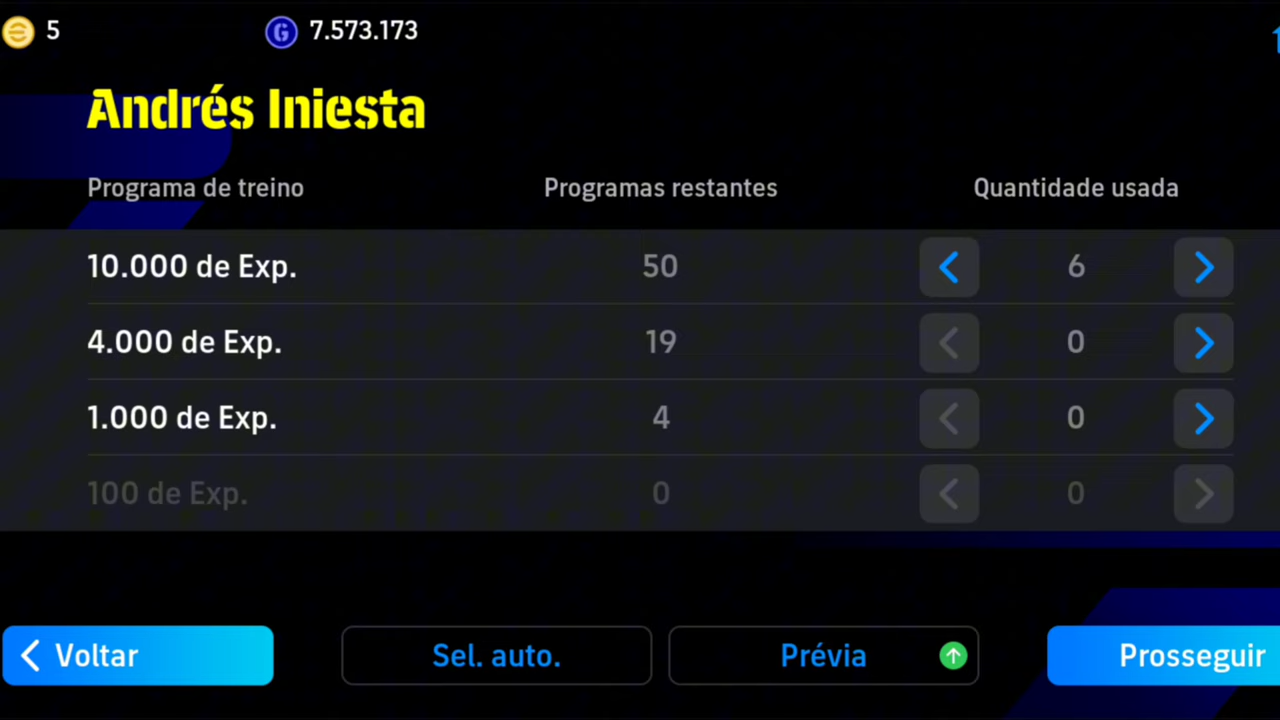 5 7.573.173
Andrés Iniesta
Programa de treino Programas restantes Quantidade usada
10.000 de Exp. 50 6
4.000 de Exp. 19 0
1.000 de Exp. 4 0
100 de Exp. 0 0
Voltar Sel. auto. Prévia Prosseguir